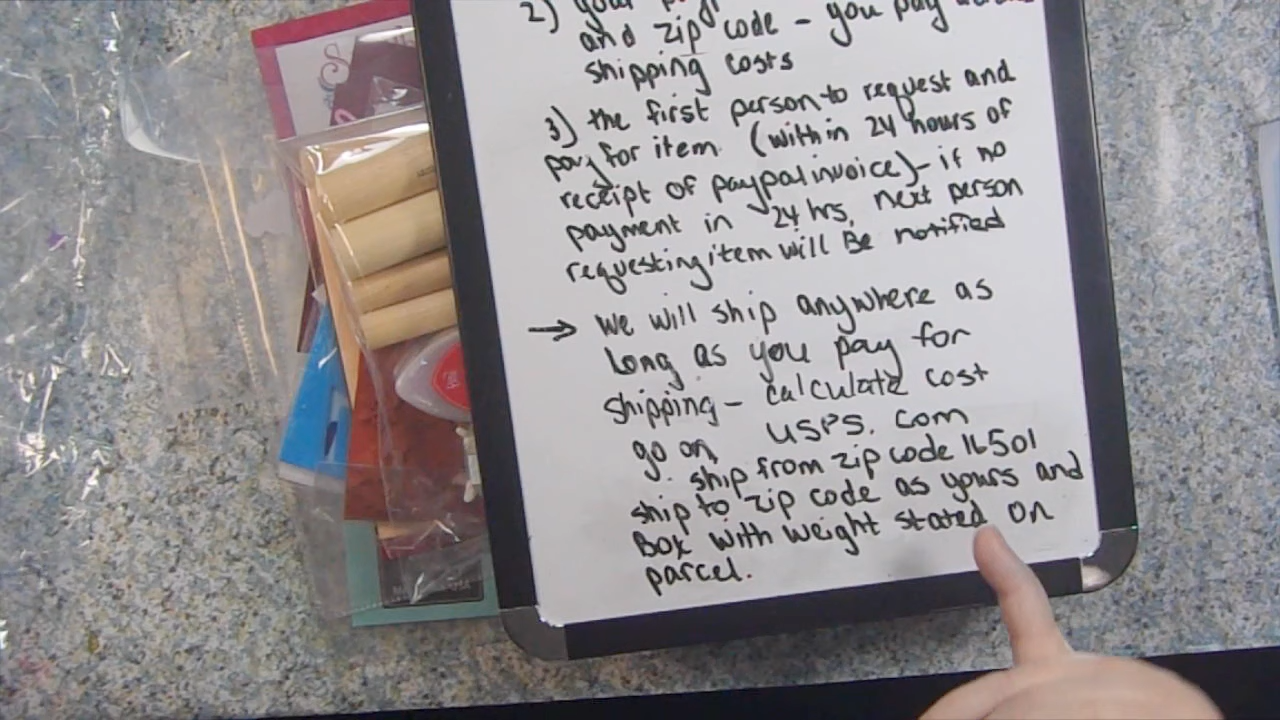 2) your
and zip code - you pay
shipping costs
3) the first person to request and
pay for item. (within 24 hours of
receipt of paypal invoice) - if no
payment in 24 hrs, next person
requesting item will Be notified
→ We will ship anywhere as
long as you pay for
shipping - calculate cost
go on USPS.com
ship from zip code 16501
ship to zip code as yours and
Box with weight stated on
parcel.